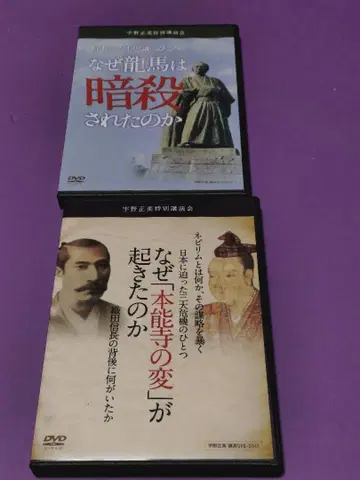 宇野正美特別講演会
なぜ龍馬は
暗殺
されたのか
DVD
宇野正美特別講演会
ネピリムとは何か、その謀略を暴く
日本に迫った三大危機のひとつ
なぜ「本能寺の変」が
起きたのか
織田信長の背後に何がいたか
DVD